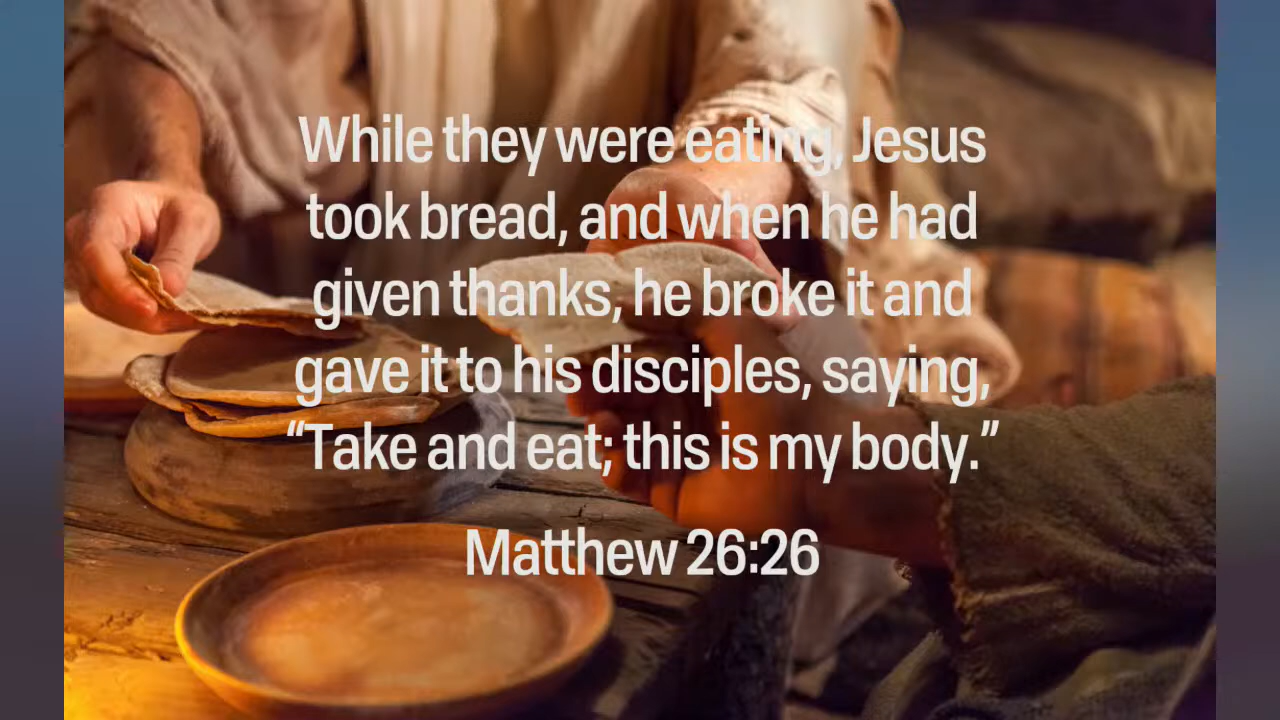 While they were eating, Jesus
took bread, and when he had
given thanks, he broke it and
gave it to his disciples, saying,
“Take and eat; this is my body.”
Matthew 26:26